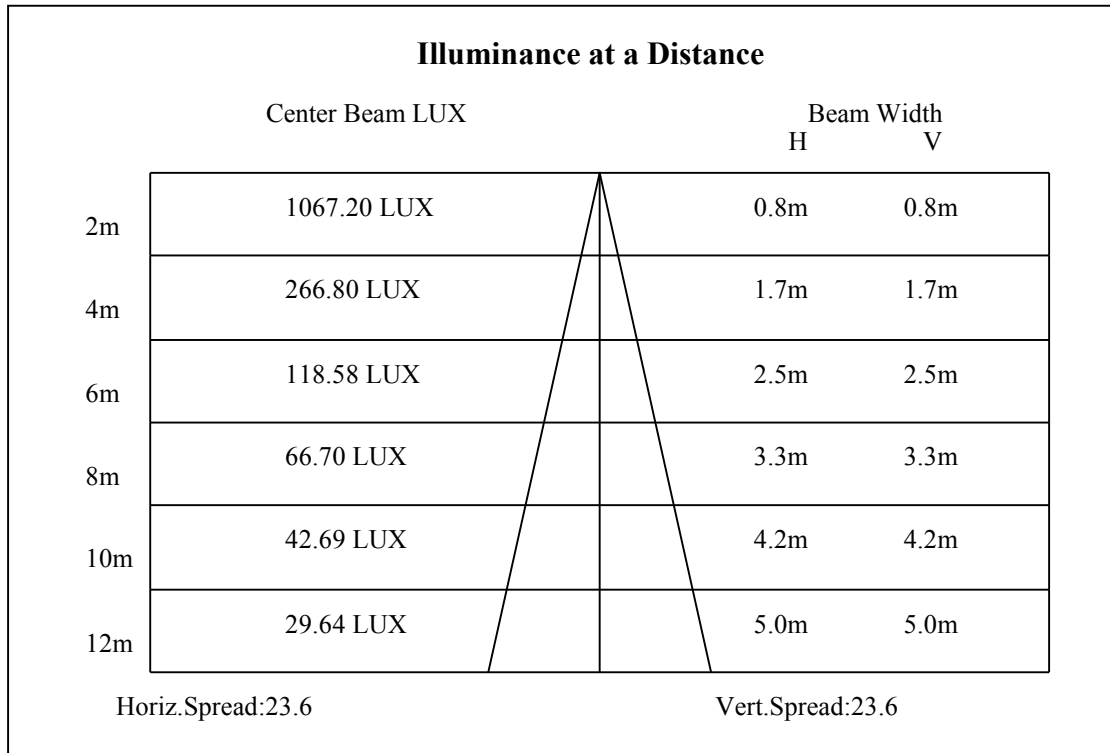 Illuminance at a Distance
Center Beam LUX Beam Width
H V
1067.20 LUX 0.8m 0.8m
2m
266.80 LUX 1.7m 1.7m
4m
118.58 LUX 2.5m 2.5m
6m
66.70 LUX 3.3m 3.3m
8m
42.69 LUX 4.2m 4.2m
10m
29.64 LUX 5.0m 5.0m
12m
Horiz.Spread:23.6 Vert.Spread:23.6